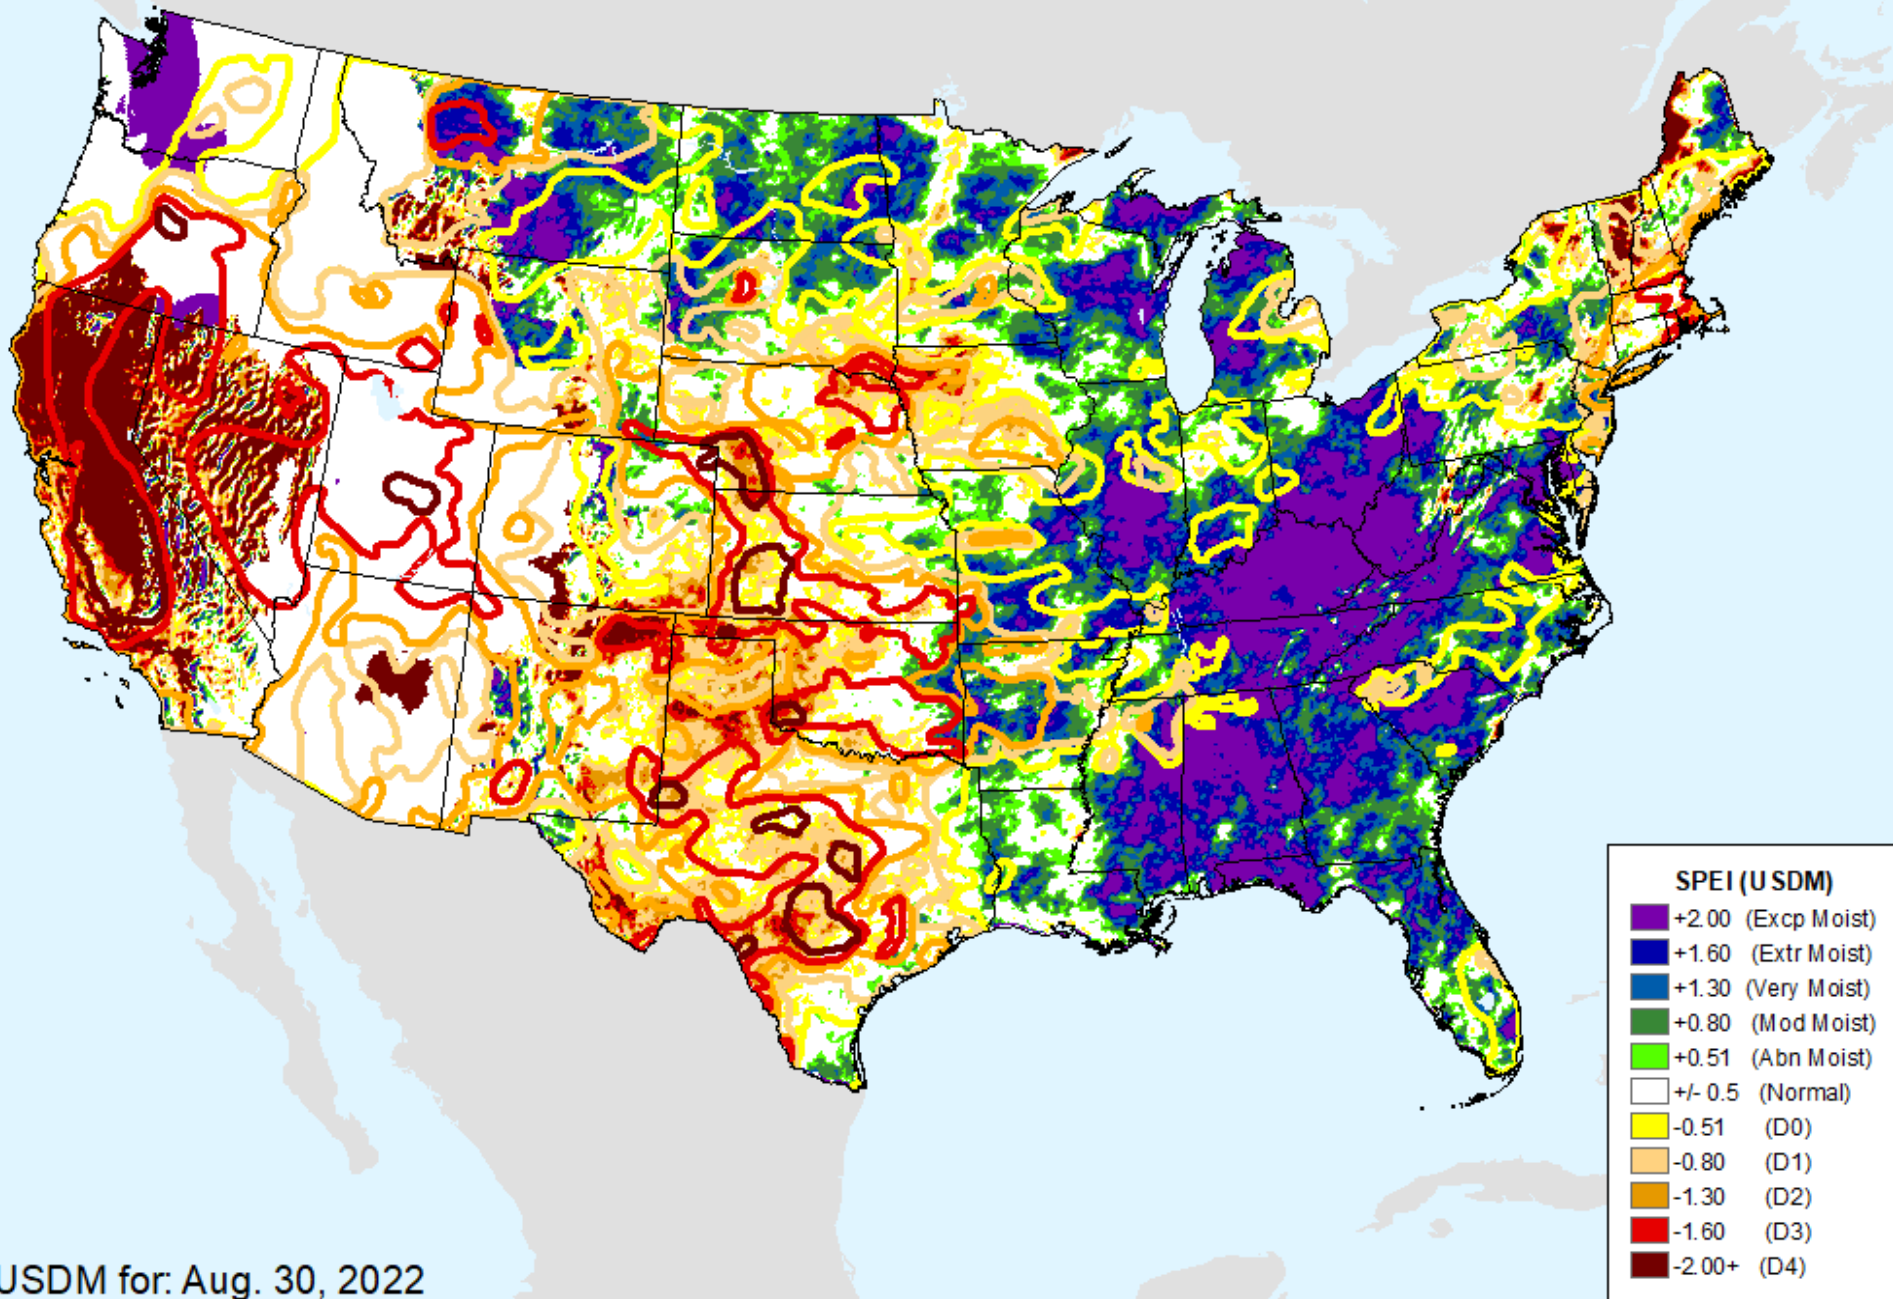 SPEI (USDM)
+2.00 (Excp Moist)
+1.60 (Extr Moist)
+1.30 (Very Moist)
+0.80 (Mod Moist)
+0.51 (Abn Moist)
+/- 0.5 (Normal)
-0.51 (D0)
-0.80 (D1)
-1.30 (D2)
-1.60 (D3)
-2.00+ (D4)
USDM for: Aug. 30, 2022